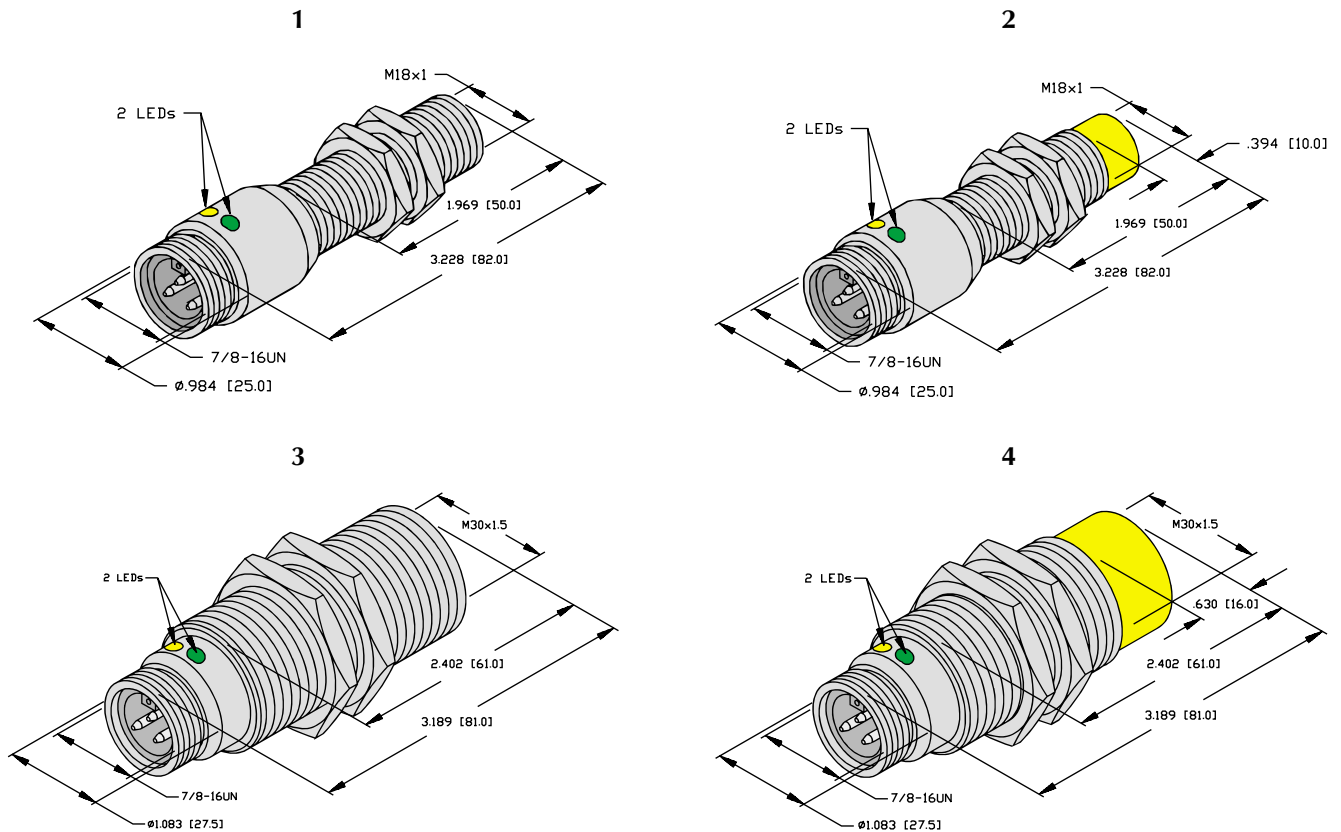 1
M18x1
2 LEDs
1.969 [50.0]
3.228 [82.0]
7/8-16UN
ø.984 [25.0]
2
M18x1
2 LEDs
.394 [10.0]
1.969 [50.0]
3.228 [82.0]
7/8-16UN
ø.984 [25.0]
3
M30x1.5
2 LEDs
2.402 [61.0]
3.189 [81.0]
7/8-16UN
ø1.083 [27.5]
4
M30x1.5
2 LEDs
.630 [16.0]
2.402 [61.0]
3.189 [81.0]
7/8-16UN
ø1.083 [27.5]